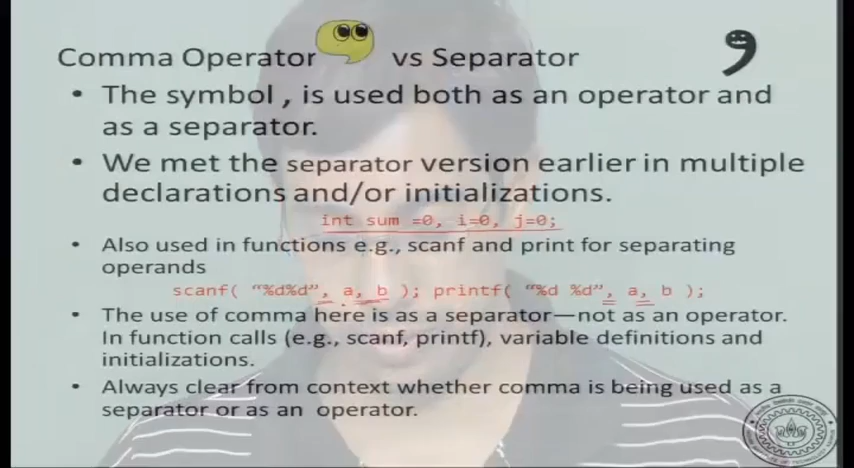 Comma Operator vs Separator
• The symbol , is used both as an operator and
as a separator.
• We met the separator version earlier in multiple
declarations and/or initializations.
int sum =0, i=0, j=0;
• Also used in functions e.g., scanf and print for separating
operands
scanf( “%d%d”, a, b ); printf( “%d %d”, a, b );
• The use of comma here is as a separator—not as an operator.
In function calls (e.g., scanf, printf), variable definitions and
initializations.
• Always clear from context whether comma is being used as a
separator or as an operator.